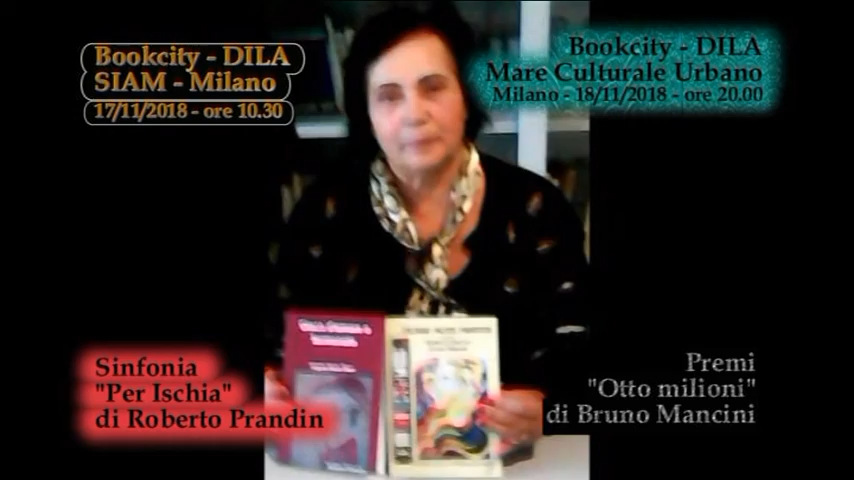 Bookcity - DILA
SIAM - Milano
17/11/2018 - ore 10.30
Bookcity - DILA
Mare Culturale Urbano
Milano - 18/11/2018 - ore 20.00
Sinfonia
"Per Ischia"
di Roberto Prandin
Premi
"Otto milioni"
di Bruno Mancini